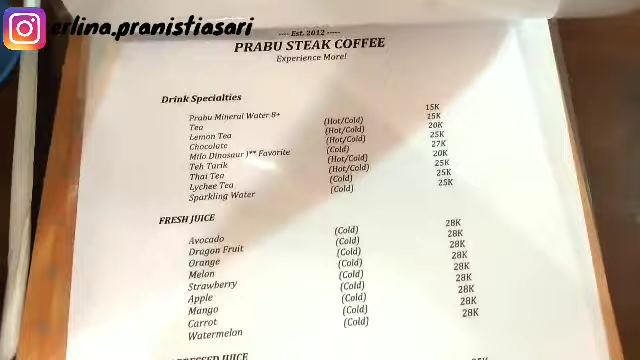 erlina.pranistiasari
---- Est. 2012 -----
PRABU STEAK COFFEE
Experience More!
Drink Specialties
Prabu Mineral Water 8+ 15K
Tea (Hot/Cold) 15K
Lemon Tea (Hot/Cold) 20K
Chocolate (Hot/Cold) 25K
Milo Dinosaur )** Favorite (Cold) 27K
Teh Tarik (Hot/Cold) 20K
Thai Tea (Hot/Cold) 25K
Lychee Tea (Cold) 25K
Sparkling Water (Cold) 25K
FRESH JUICE
Avocado (Cold) 28K
Dragon Fruit (Cold) 28K
Orange (Cold) 28K
Melon (Cold) 28K
Strawberry (Cold) 28K
Apple (Cold) 28K
Mango (Cold) 28K
Carrot (Cold) 28K
Watermelon (Cold) 28K
JUICE